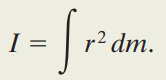 I = ∫ r² dm.